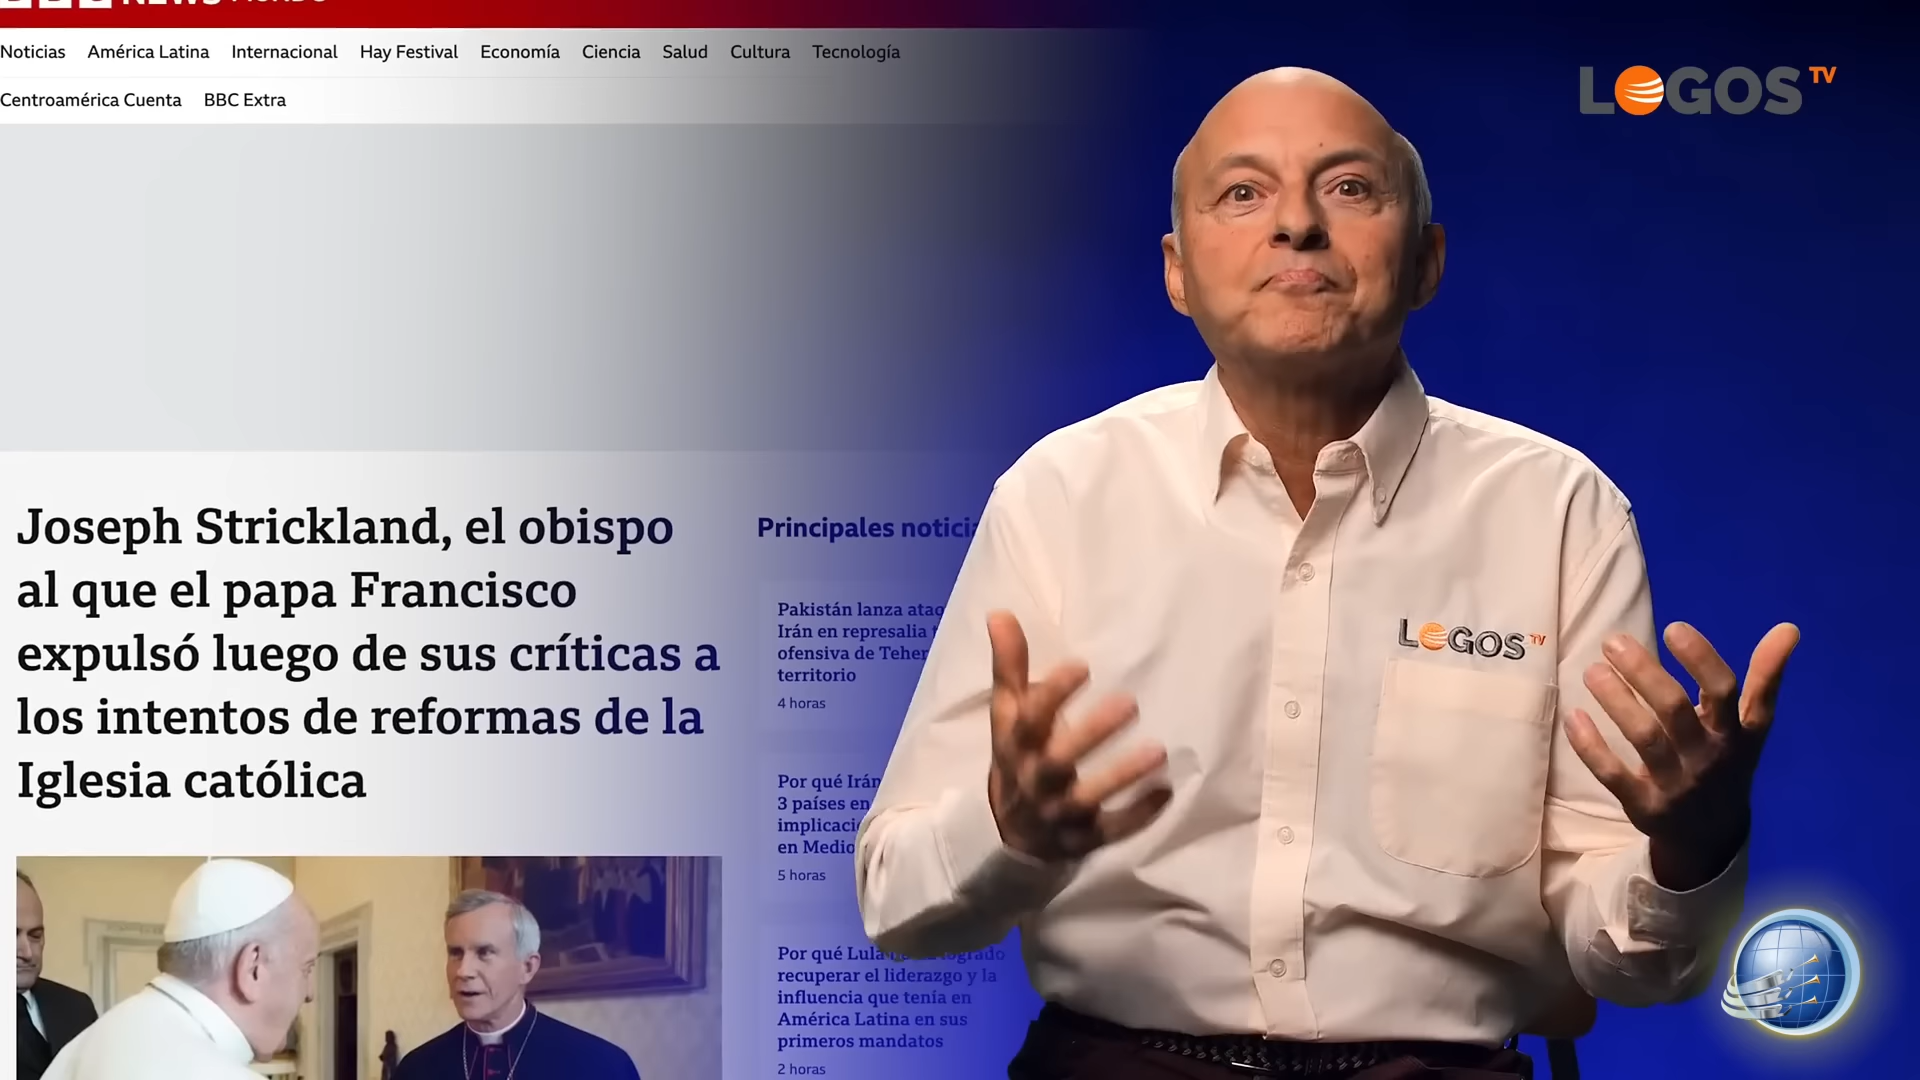 NEWS MUNDO
Noticias América Latina Internacional Hay Festival Economía Ciencia Salud Cultura Tecnología
Centroamérica Cuenta BBC Extra
LOGOS TV
Joseph Strickland, el obispo
al que el papa Francisco
expulsó luego de sus críticas a
los intentos de reformas de la
Iglesia católica
Principales
Pakistán lanza
Irán en represalia
ofensiva de
territorio
4 horas
Por qué Irán
3 países en
en Medio
5 horas
Por qué Lula
recuperar el liderazgo y la
influencia que tenía en
América Latina en sus
primeros mandatos
2 horas
LOGOS TV